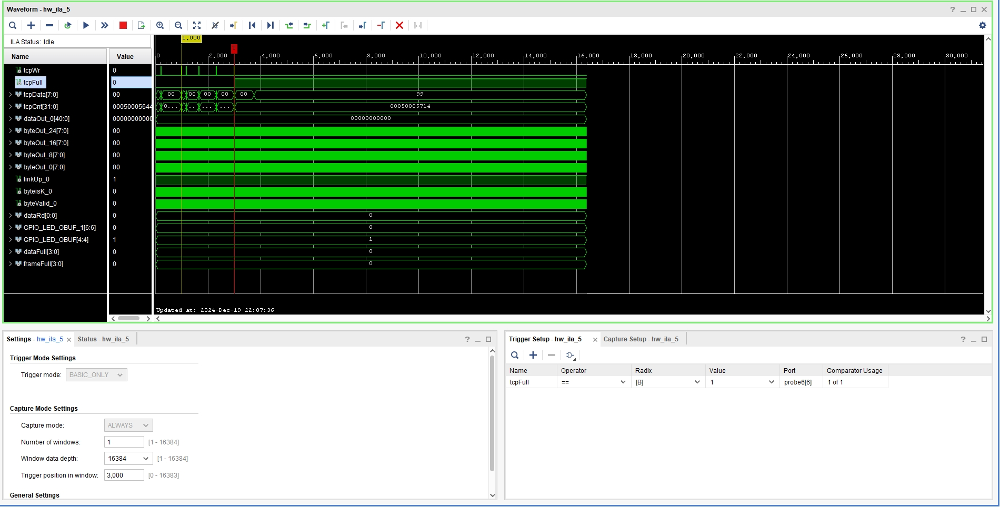 Waveform - hw_ila_5
ILA Status: Idle
Name Value
1,000
T
0 2,000 4,000 6,000 8,000 10,000 12,000 14,000 16,000 18,000 20,000 22,000 24,000 26,000 28,000 30,000
tcpWr 0
tcpFull 0
tcpData[7:0] 00 00 00 00 00 00 99
tcpCnt[31:0] 0005000564 0... .. ... ... 00050005714
dataOut_0[40:0] 0000000000 00000000000
byteOut_24[7:0] 00
byteOut_16[7:0] 00
byteOut_8[7:0] 00
byteOut_0[7:0] 00
linkUp_0 1
byteisK_0 0
byteValid_0 0
dataRd[0:0] 0 0
GPIO_LED_OBUF_1[6:6] 0 0
GPIO_LED_OBUF[4:4] 1 1
dataFull[3:0] 0 0
frameFull[3:0] 0 0
Updated at: 2024-Dec-19 22:07:36
Settings - hw_ila_5 Status - hw_ila_5
Trigger Mode Settings
Trigger mode: BASIC_ONLY
Capture Mode Settings
Capture mode: ALWAYS
Number of windows: 1 [1 - 16384]
Window data depth: 16384 [1 - 16384]
Trigger position in window: 3,000 [0 - 16383]
General Settings
Trigger Setup - hw_ila_5 Capture Setup - hw_ila_5
Name Operator Radix Value Port Comparator Usage
tcpFull == [B] 1 probe6[6] 1 of 1